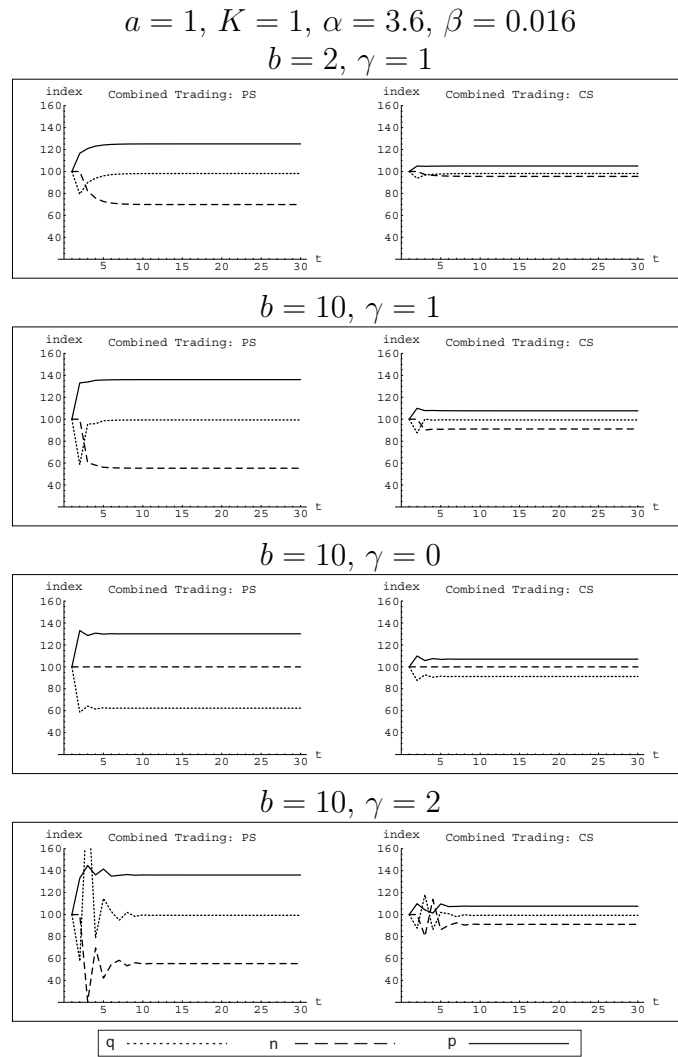 a = 1, K = 1, α = 3.6, β = 0.016
b = 2, γ = 1
index Combined Trading: PS
160
140
120
100
80
60
40
5 10 15 20 25 30 t
index Combined Trading: CS
160
140
120
100
80
60
40
5 10 15 20 25 30 t
b = 10, γ = 1
index Combined Trading: PS
160
140
120
100
80
60
40
5 10 15 20 25 30 t
index Combined Trading: CS
160
140
120
100
80
60
40
5 10 15 20 25 30 t
b = 10, γ = 0
index Combined Trading: PS
160
140
120
100
80
60
40
5 10 15 20 25 30 t
index Combined Trading: CS
160
140
120
100
80
60
40
5 10 15 20 25 30 t
b = 10, γ = 2
index Combined Trading: PS
160
140
120
100
80
60
40
5 10 15 20 25 30 t
index Combined Trading: CS
160
140
120
100
80
60
40
5 10 15 20 25 30 t
q n p